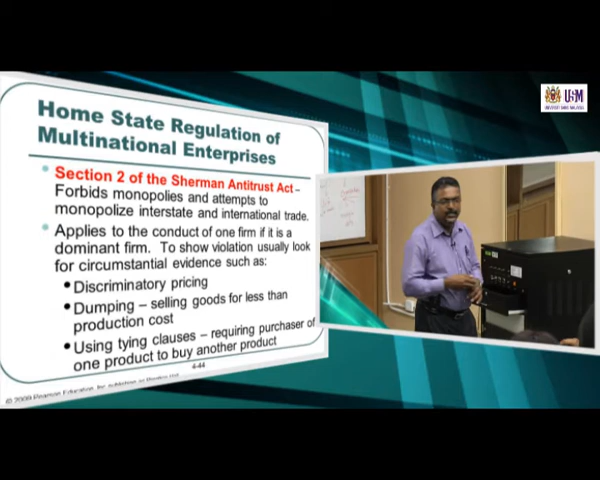 Home State Regulation of
Multinational Enterprises
Section 2 of the Sherman Antitrust Act –
Forbids monopolies and attempts to
monopolize interstate and international trade.
Applies to the conduct of one firm if it is a
dominant firm. To show violation usually look
for circumstantial evidence such as:
Discriminatory pricing
Dumping – selling goods for less than
production cost
Using tying clauses – requiring purchaser of
one product to buy another product
4-44
© 2009 Pearson Education, Inc. publishing as Prentice Hall
USM
UNIVERSITI SAINS MALAYSIA